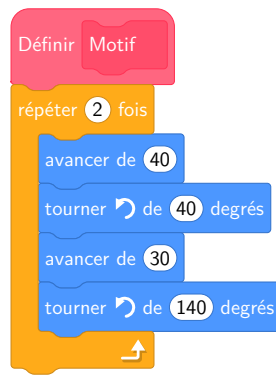 Définir Motif
répéter 2 fois
avancer de 40
tourner de 40 degrés
avancer de 30
tourner de 140 degrés